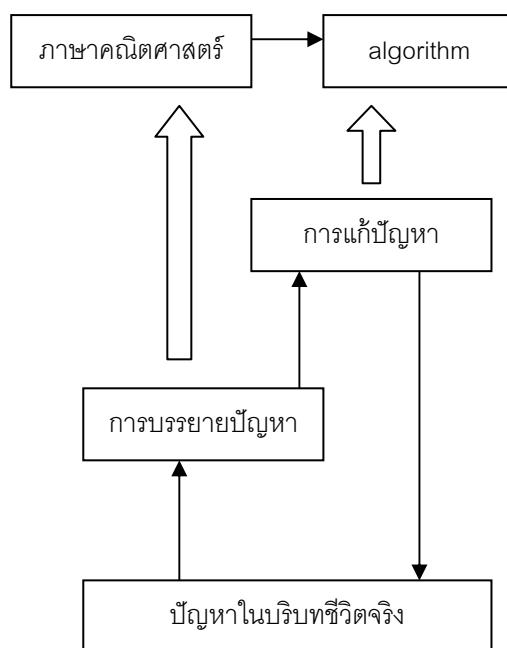 ภาษาคณิตศาสตร์
algorithm
การแก้ปัญหา
การบรรยายปัญหา
ปัญหาในบริบทชีวิตจริง